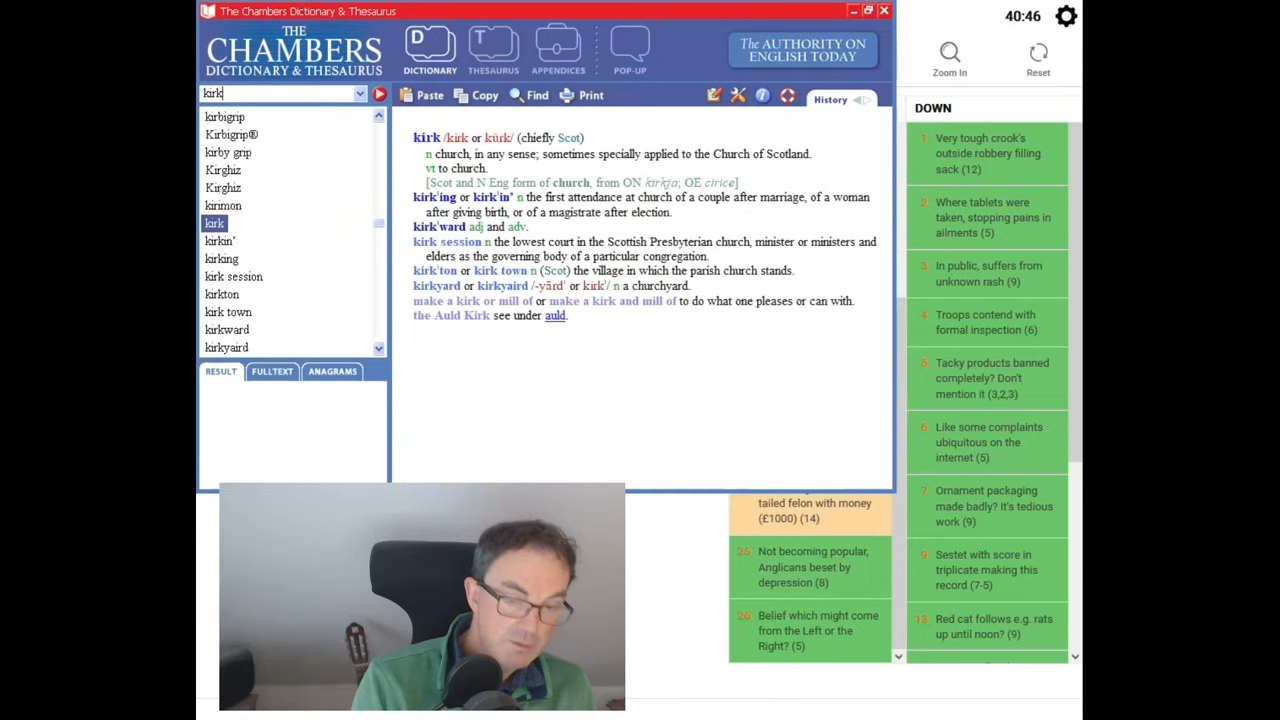 The Chambers Dictionary & Thesaurus
THE
CHAMBERS
DICTIONARY & THESAURUS
D
DICTIONARY
T
THESAURUS
APPENDICES
POP-UP
The AUTHORITY ON
ENGLISH TODAY
kirk
Paste
Copy
Find
Print
History
kirbigrip
Kirbigrip®
kirby grip
Kirghiz
Kirghiz
kirimon
kirk
kirkin'
kirking
kirk session
kirkton
kirk town
kirkward
kirkyaird
RESULT
FULLTEXT
ANAGRAMS
kirk /kirk or kürk/ (chiefly Scot)
n church, in any sense; sometimes specially applied to the Church of Scotland.
vt to church.
[Scot and N Eng form of church, from ON kirkja; OE cirice]
kirk'ing or kirk'in' n the first attendance at church of a couple after marriage, of a woman
after giving birth, or of a magistrate after election.
kirk'ward adj and adv.
kirk session n the lowest court in the Scottish Presbyterian church, minister or ministers and
elders as the governing body of a particular congregation.
kirk'ton or kirk town n (Scot) the village in which the parish church stands.
kirkyard or kirkyaird /-yärd' or kirk'/ n a churchyard.
make a kirk or mill of or make a kirk and mill of to do what one pleases or can with.
the Auld Kirk see under auld.
40:46
Zoom In
Reset
tailed felon with money
(£1000) (14)
25 Not becoming popular,
Anglicans beset by
depression (8)
26 Belief which might come
from the Left or the
Right? (5)
DOWN
1 Very tough crook's
outside robbery filling
sack (12)
2 Where tablets were
taken, stopping pains in
ailments (5)
3 In public, suffers from
unknown rash (9)
4 Troops contend with
formal inspection (6)
5 Tacky products banned
completely? Don't
mention it (3,2,3)
6 Like some complaints
ubiquitous on the
internet (5)
7 Ornament packaging
made badly? It's tedious
work (9)
9 Sestet with score in
triplicate making this
record (7-5)
13 Red cat follows e.g. rats
up until noon? (9)